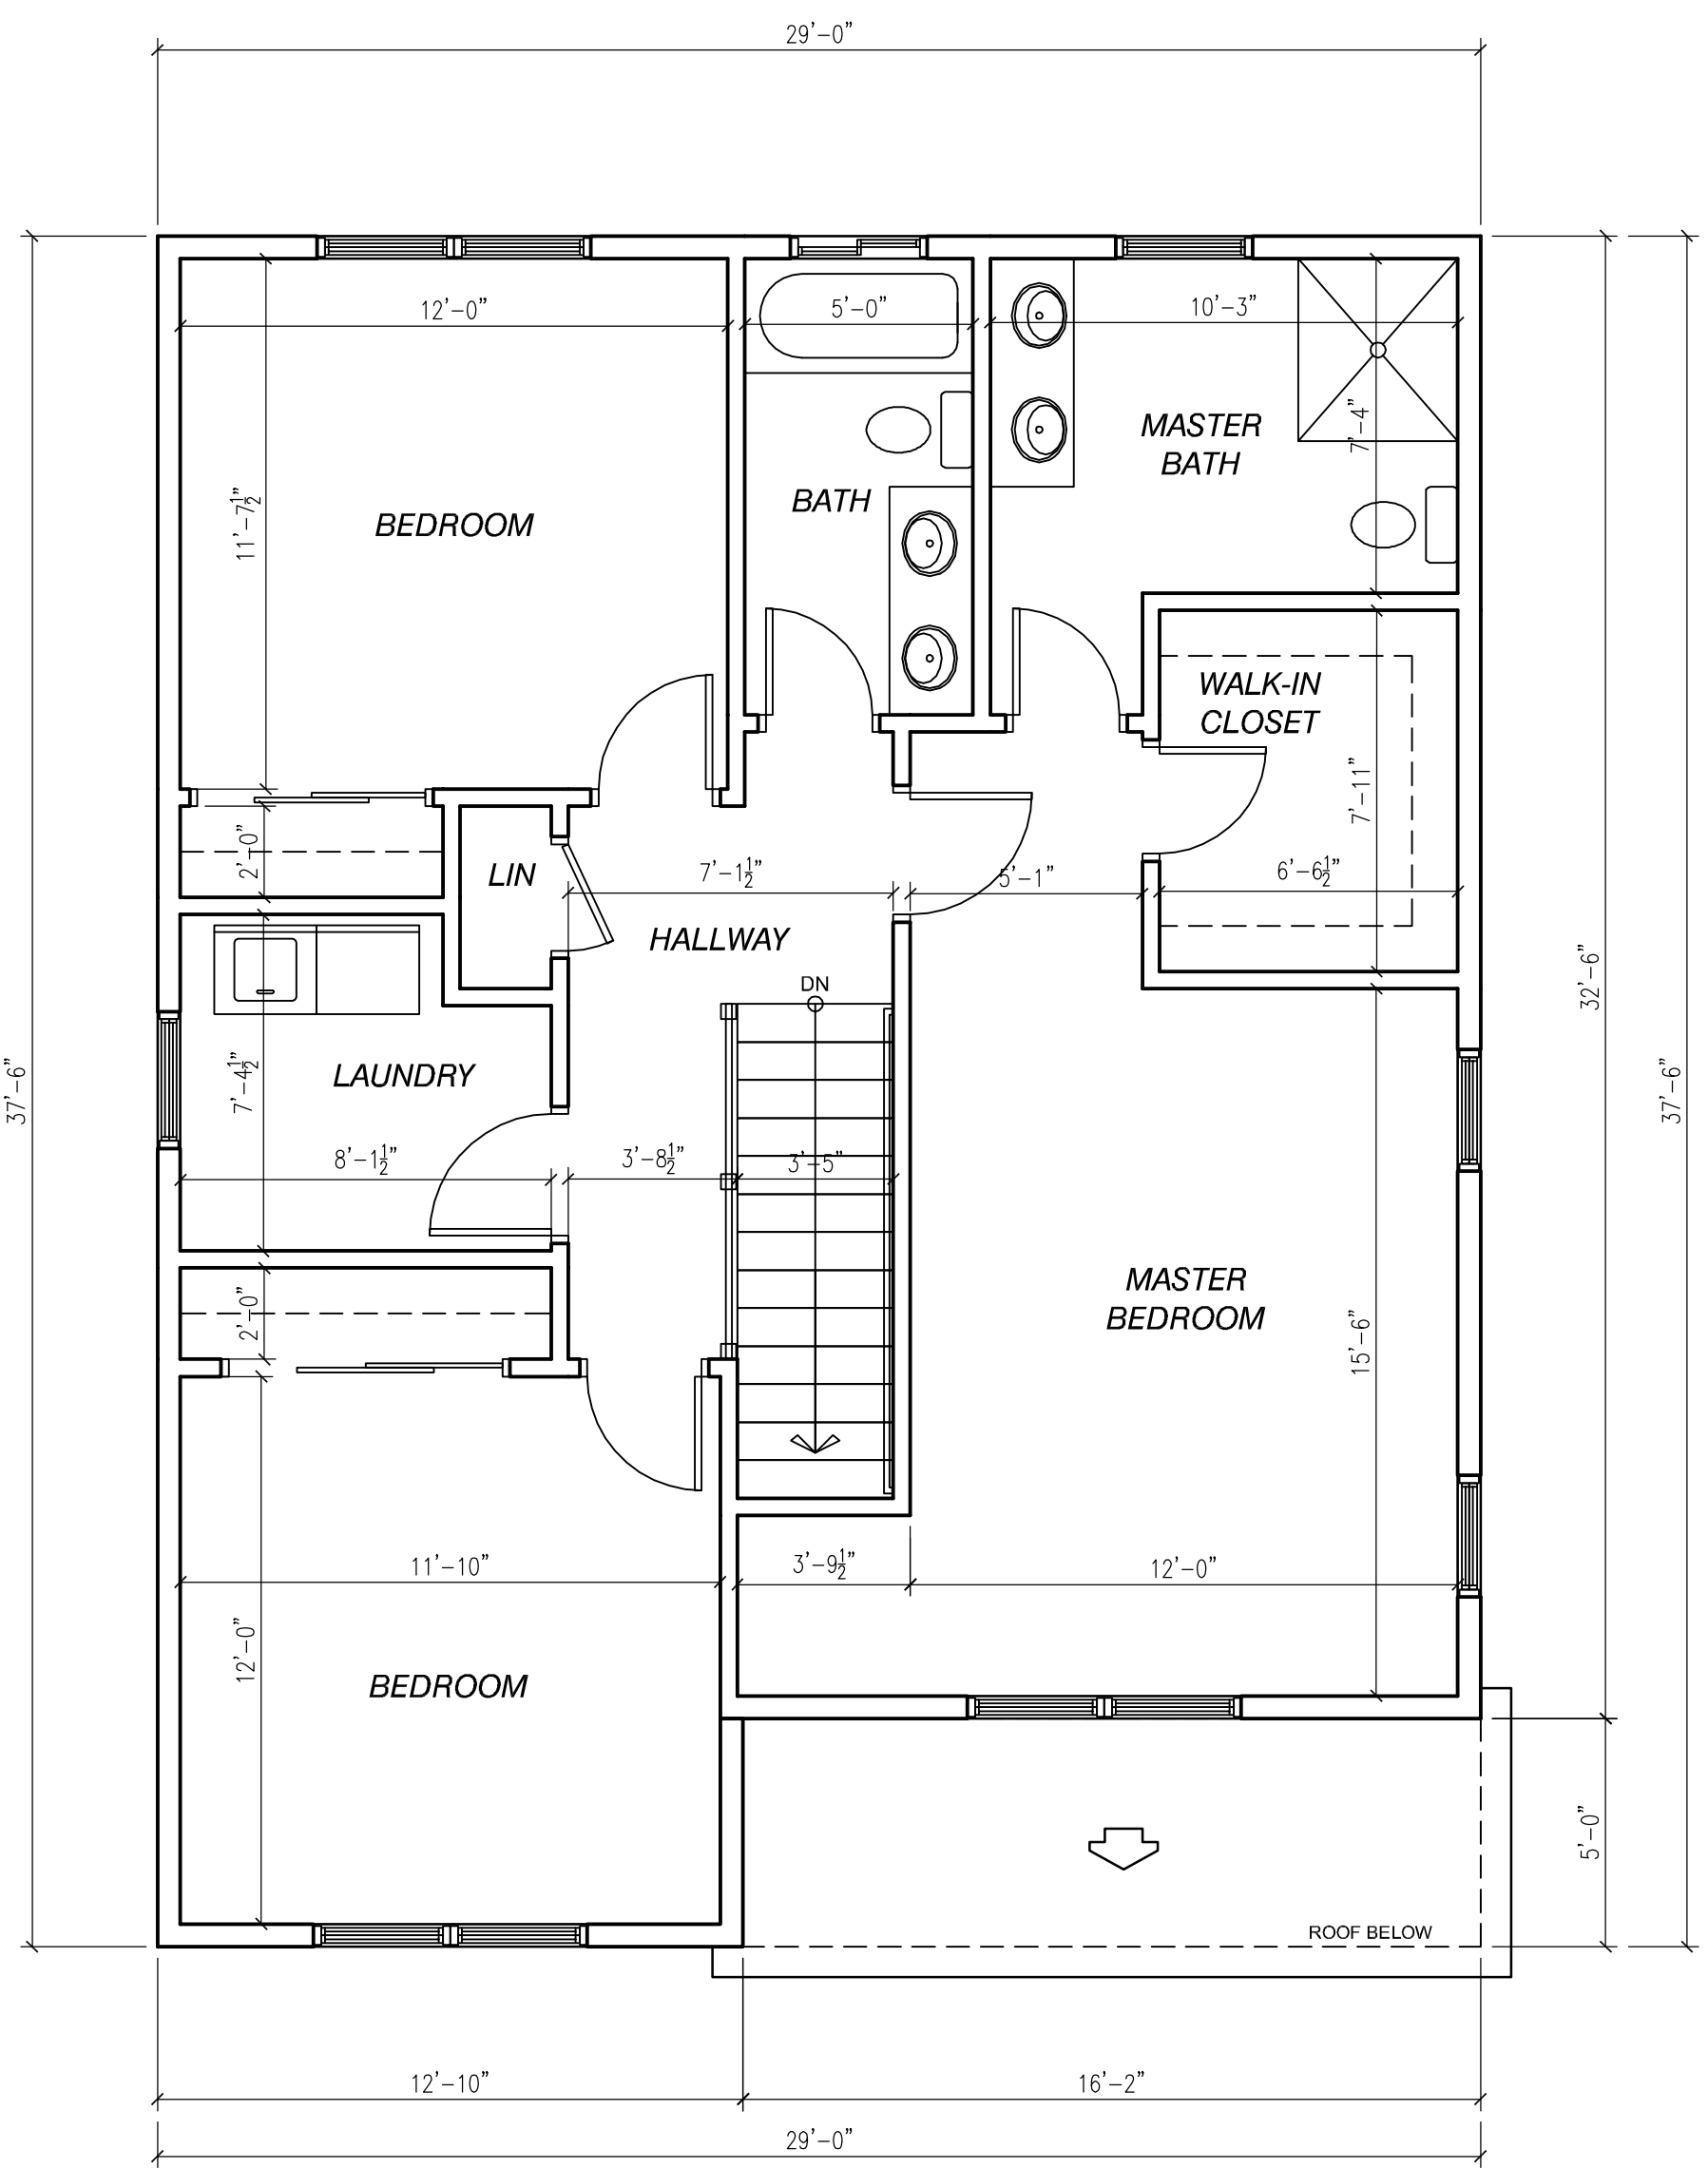 29'-0"
12'-0"
5'-0"
10'-3"
7'-4"
MASTER
BATH
BATH
BEDROOM
11'-7½"
WALK-IN
CLOSET
7'-11"
2'-0"
LIN
7'-1½"
5'-1"
6'-6½"
HALLWAY
DN
32'-6"
37'-6"
37'-6"
LAUNDRY
7'-4½"
8'-1½"
3'-8½"
3'-5"
MASTER
BEDROOM
2'-0"
15'-6"
11'-10"
3'-9½"
12'-0"
12'-0"
BEDROOM
5'-0"
ROOF BELOW
12'-10"
16'-2"
29'-0"